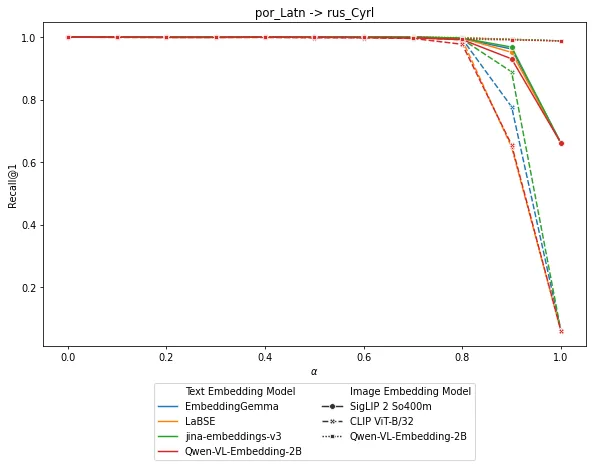 por_Latn -> rus_Cyrl
1.0
0.8
0.6
0.4
0.2
Recall@1
0.0 0.2 0.4 0.6 0.8 1.0
α
Text Embedding Model Image Embedding Model
EmbeddingGemma SigLIP 2 So400m
LaBSE CLIP ViT-B/32
jina-embeddings-v3 Qwen-VL-Embedding-2B
Qwen-VL-Embedding-2B